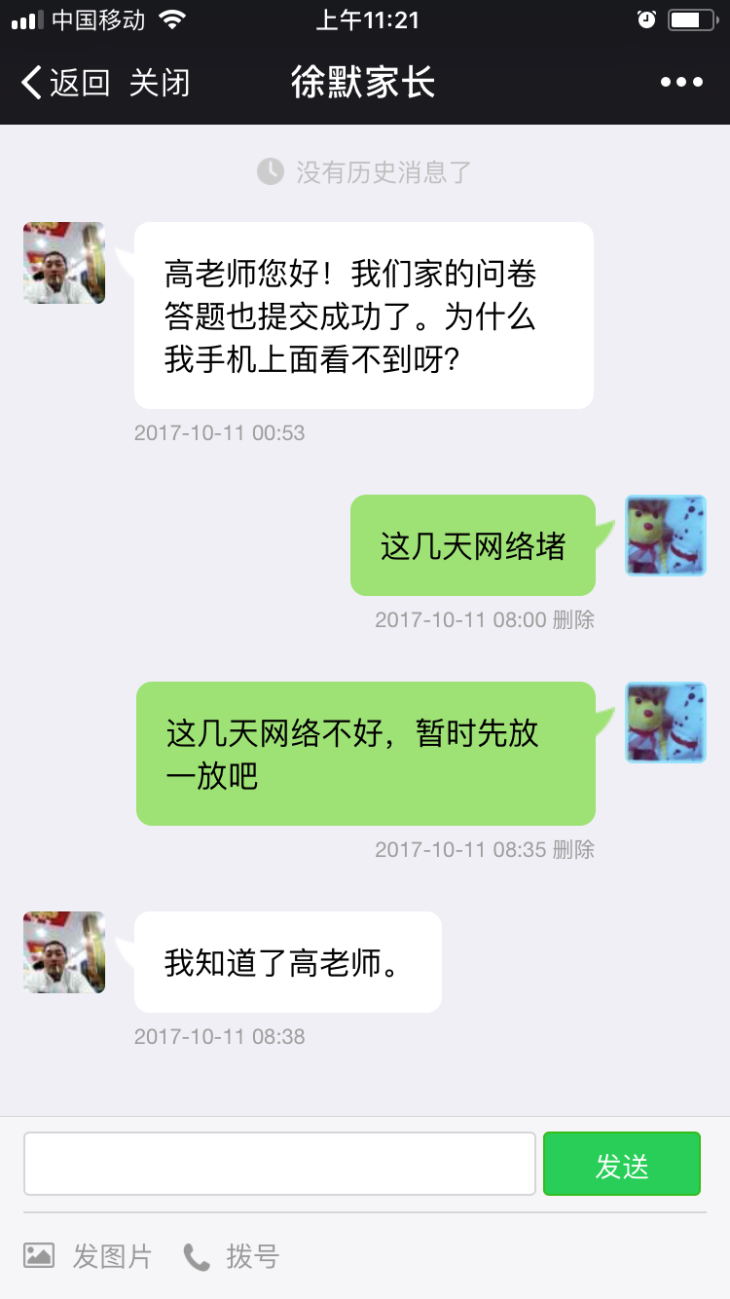 中国移动 上午11:21
返回 关闭 徐默家长
没有历史消息了
高老师您好！我们家的问卷
答题也提交成功了。为什么
我手机上面看不到呀？
2017-10-11 00:53
这几天网络堵
2017-10-11 08:00 删除
这几天网络不好，暂时先放
一放吧
2017-10-11 08:35 删除
我知道了高老师。
2017-10-11 08:38
发送
发图片 拨号